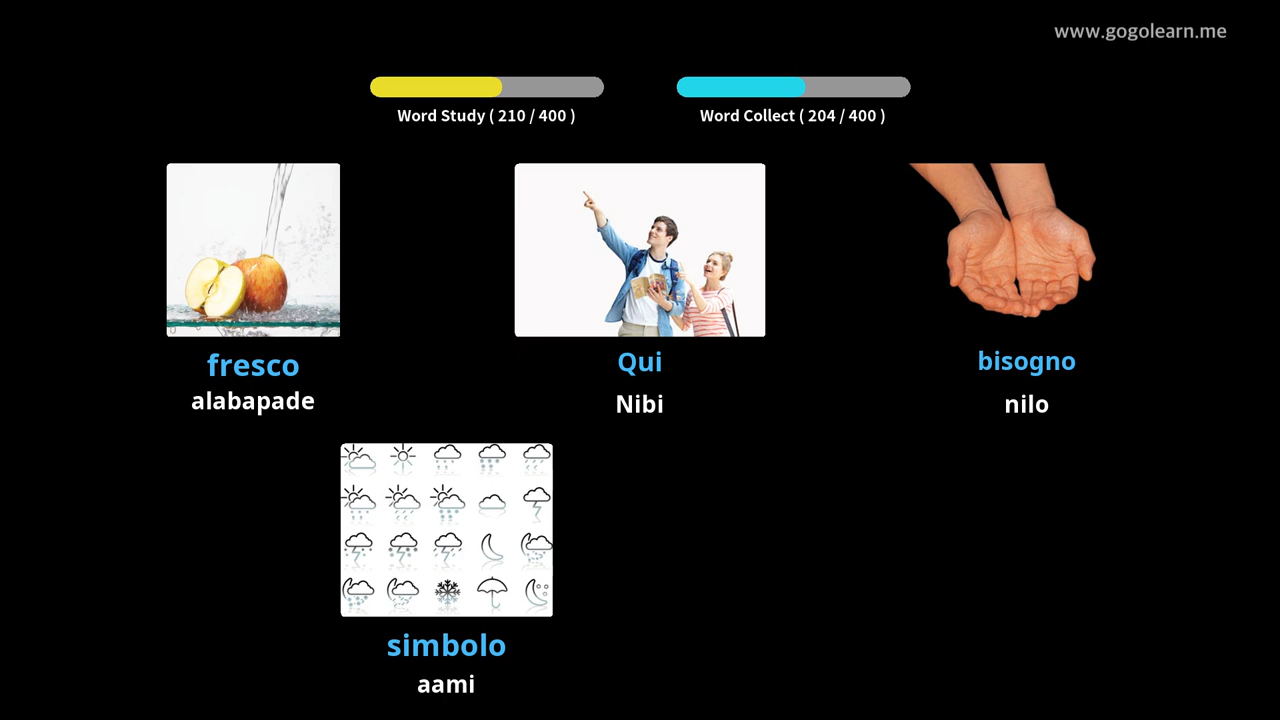 www.gogolearn.me
Word Study ( 210 / 400 )
Word Collect ( 204 / 400 )
fresco
alabapade
Qui
Nibi
bisogno
nilo
simbolo
aami